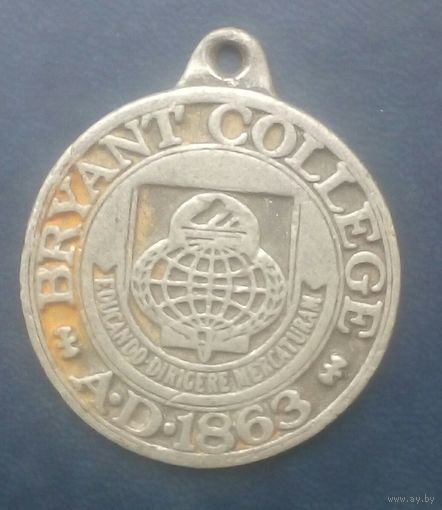 BRYANT COLLEGE
A·D·1863
EDUCANDO·DIRIGERE MERCATURAM
www.ay.by